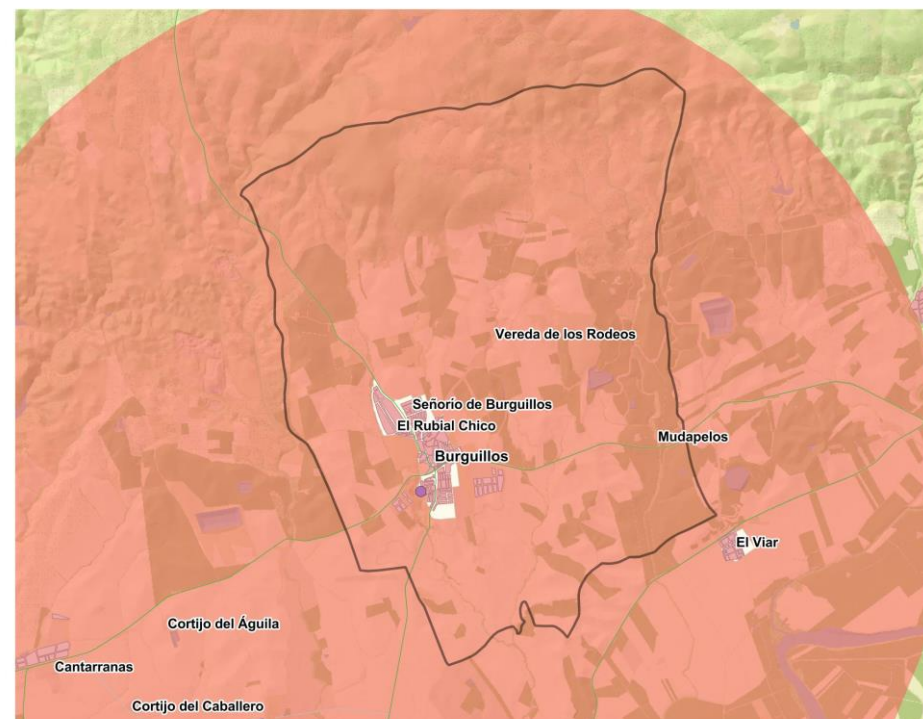 Vereda de los Rodeos
Señorío de Burguillos
El Rubial Chico
Mudapelos
Burguillos
El Viar
Cortijo del Águila
Cantarranas
Cortijo del Caballero